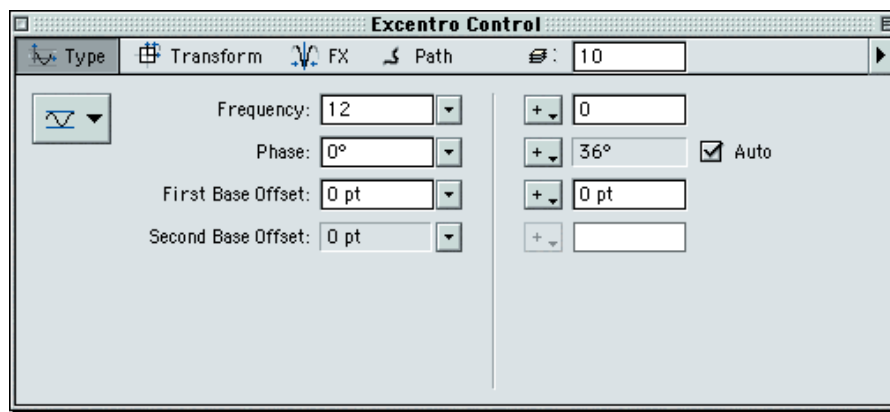 Excentro Control
Type Transform FX Path : 10
Frequency: 12 + 0
Phase: 0° + 36° Auto
First Base Offset: 0 pt + 0 pt
Second Base Offset: 0 pt +